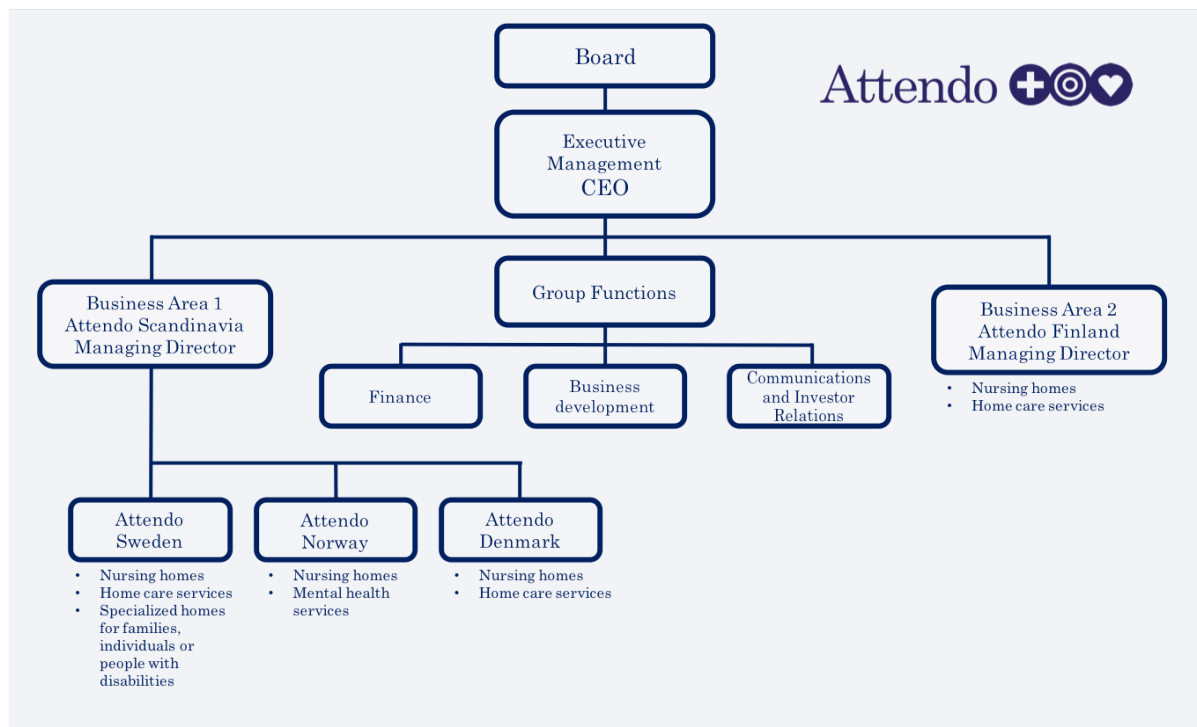 Board
Attendo
Executive
Management
CEO
Business Area 1
Attendo Scandinavia
Managing Director
Group Functions
Business Area 2
Attendo Finland
Managing Director
• Nursing homes
• Home care services
Finance
Business
development
Communications
and Investor
Relations
Attendo
Sweden
• Nursing homes
• Home care services
• Specialized homes
for families,
individuals or
people with
disabilities
Attendo
Norway
• Nursing homes
• Mental health
services
Attendo
Denmark
• Nursing homes
• Home care services